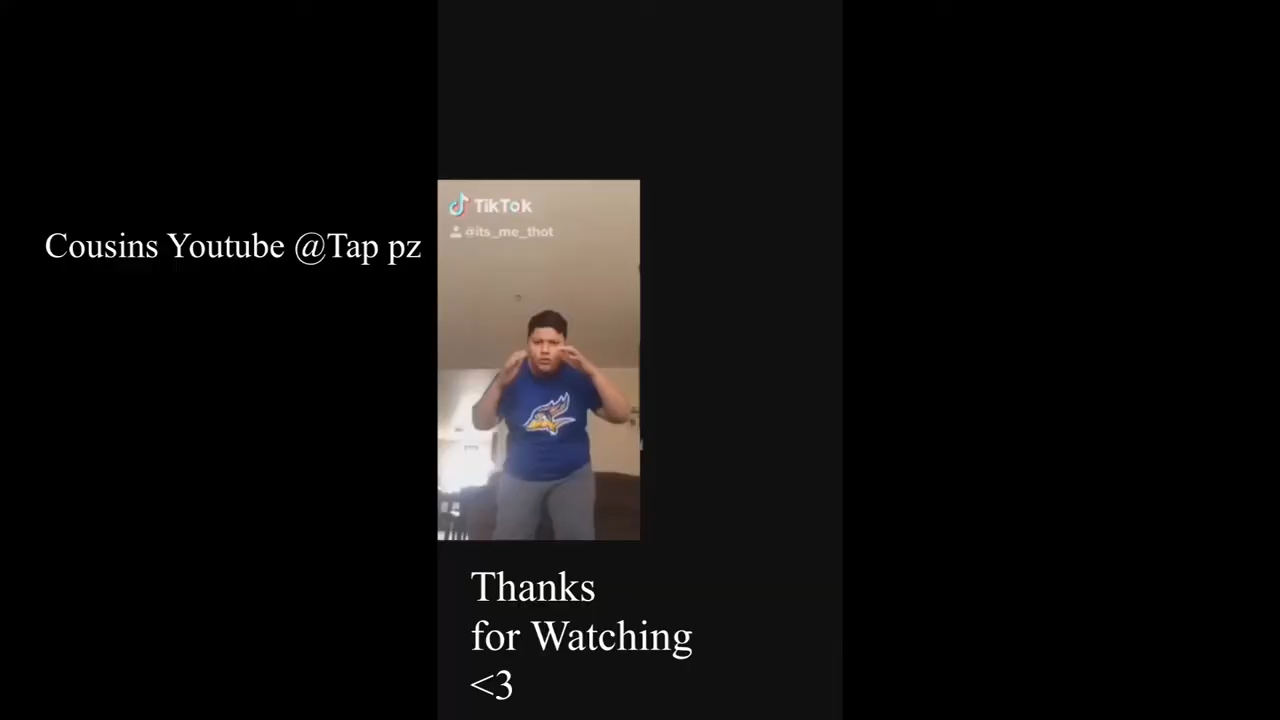 TikTok
@its_me_thot
Cousins Youtube @Tap pz
Thanks
for Watching
<3